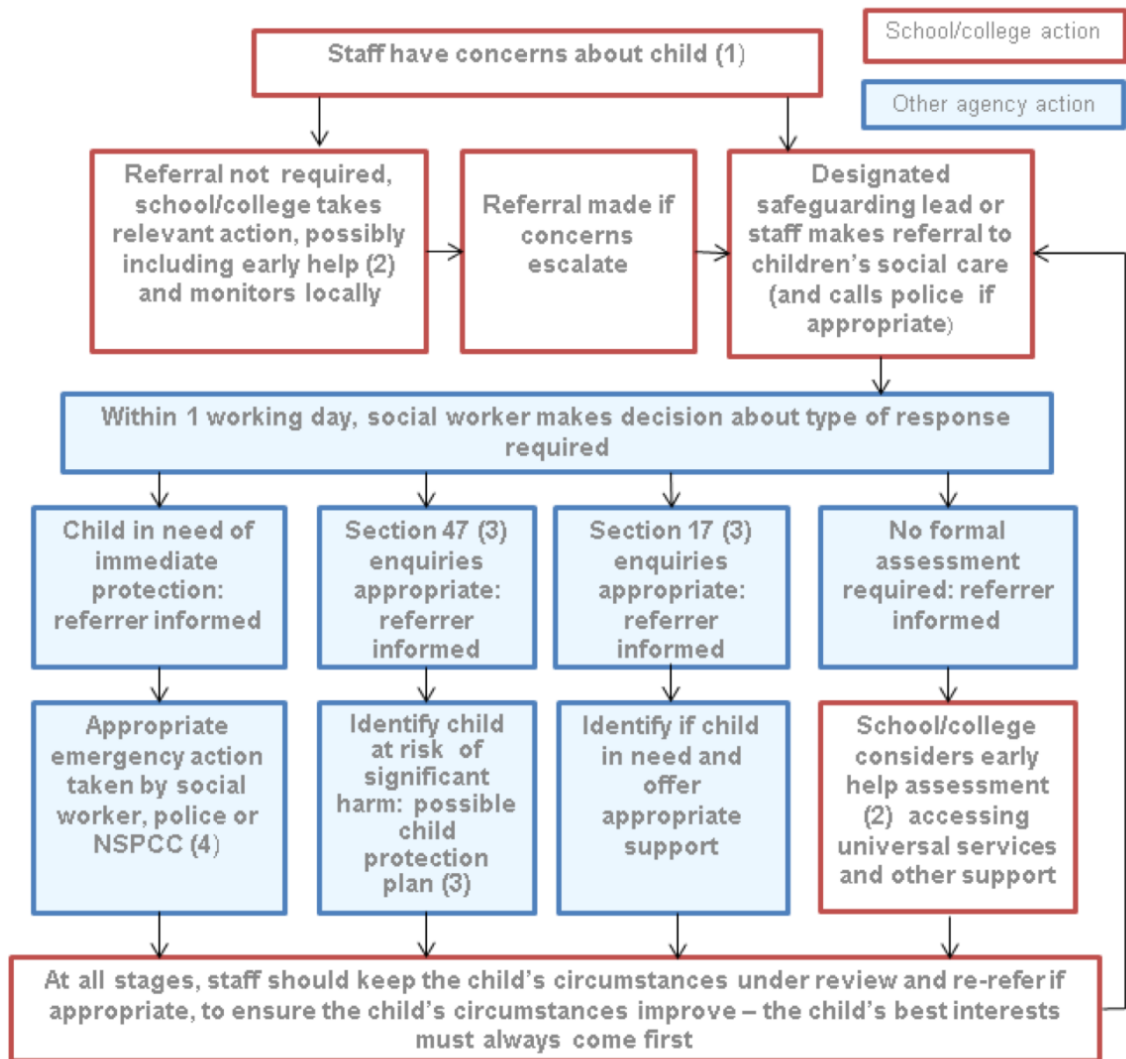 School/college action
Staff have concerns about child (1)
Other agency action
Referral not required,
school/college takes
relevant action, possibly
including early help (2)
and monitors locally
Referral made if
concerns
escalate
Designated
safeguarding lead or
staff makes referral to
children's social care
(and calls police if
appropriate)
Within 1 working day, social worker makes decision about type of response
required
Child in need of
immediate
protection:
referrer informed
Section 47 (3)
enquiries
appropriate:
referrer
informed
Section 17 (3)
enquiries
appropriate:
referrer
informed
No formal
assessment
required: referrer
informed
Appropriate
emergency action
taken by social
worker, police or
NSPCC (4)
Identify child
at risk of
significant
harm: possible
child
protection
plan (3)
Identify if child
in need and
offer
appropriate
support
School/college
considers early
help assessment
(2) accessing
universal services
and other support
At all stages, staff should keep the child's circumstances under review and re-refer if
appropriate, to ensure the child's circumstances improve – the child's best interests
must always come first